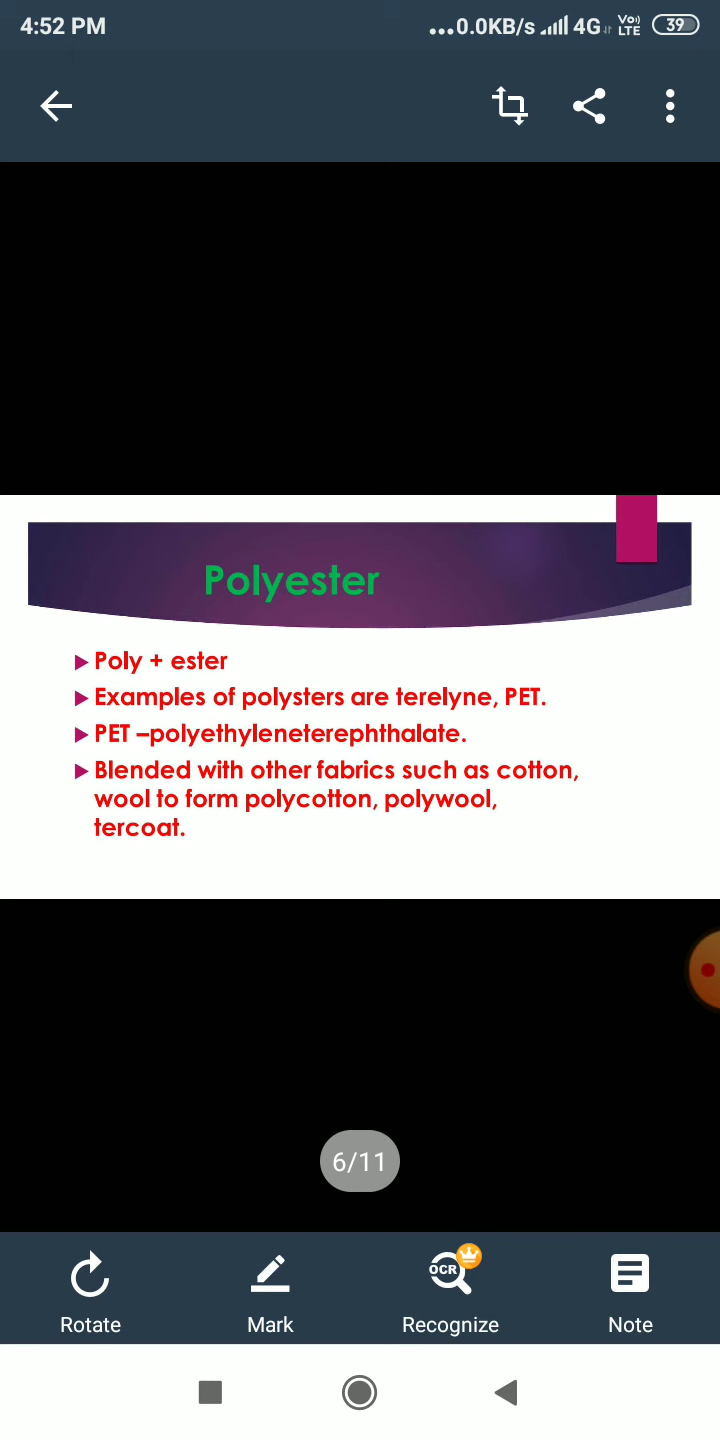 4:52 PM
...0.0KB/s 4G Vo) LTE 39
Polyester
Poly + ester
Examples of polysters are terelyne, PET.
PET –polyethyleneterephthalate.
Blended with other fabrics such as cotton,
wool to form polycotton, polywool,
tercoat.
6/11
OCR
Rotate Mark Recognize Note